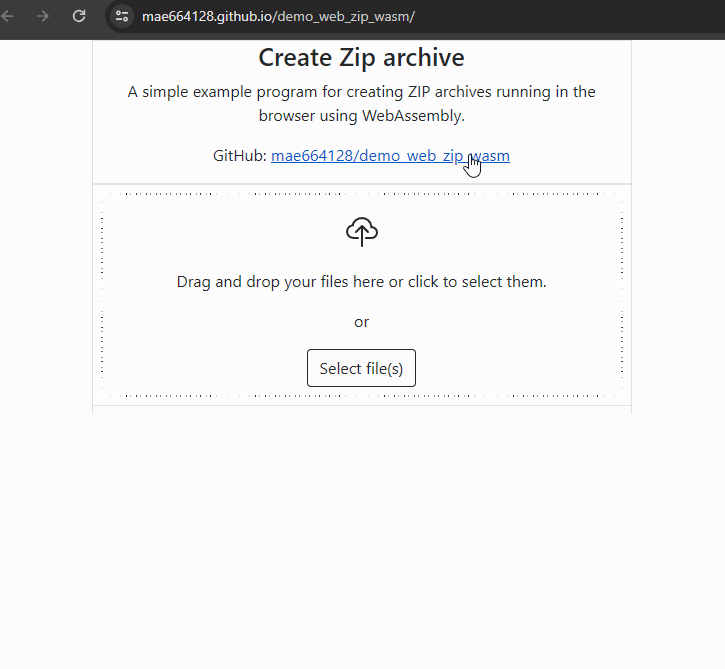 mae664128.github.io/demo_web_zip_wasm/
Create Zip archive
A simple example program for creating ZIP archives running in the
browser using WebAssembly.
GitHub: mae664128/demo_web_zip_wasm
Drag and drop your files here or click to select them.
or
Select file(s)